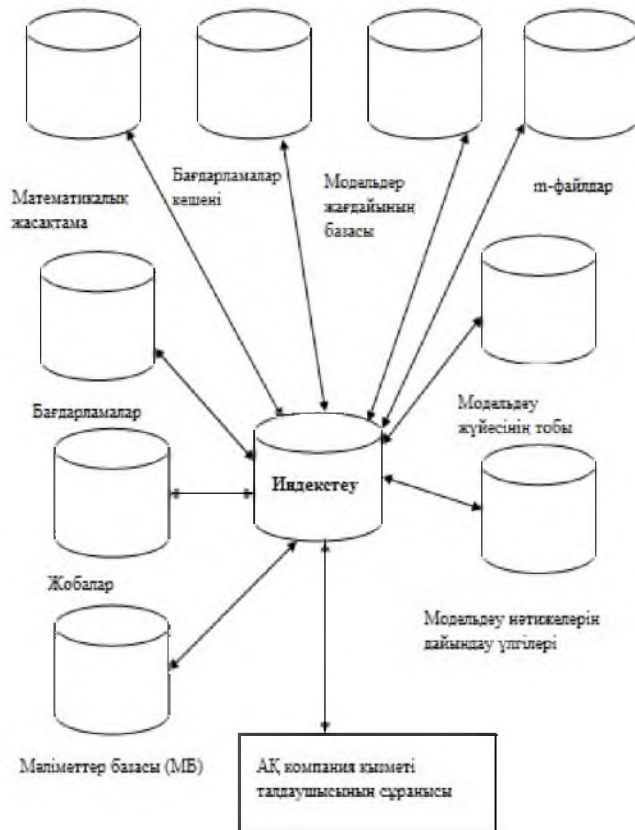 Математикалық
жасақтама
Бағдарламалар
кешені
Модельдер
жағдайының
базасы
m-файлдар
Бағдарламалар
Модельдеу
жүйесінің тобы
Индекстеу
Жобалар
Модельдеу нәтижелерін
дайындау үлгілері
Мәліметтер базасы (МБ)
АҚ компания қызметі
талдаушысының сұранысы